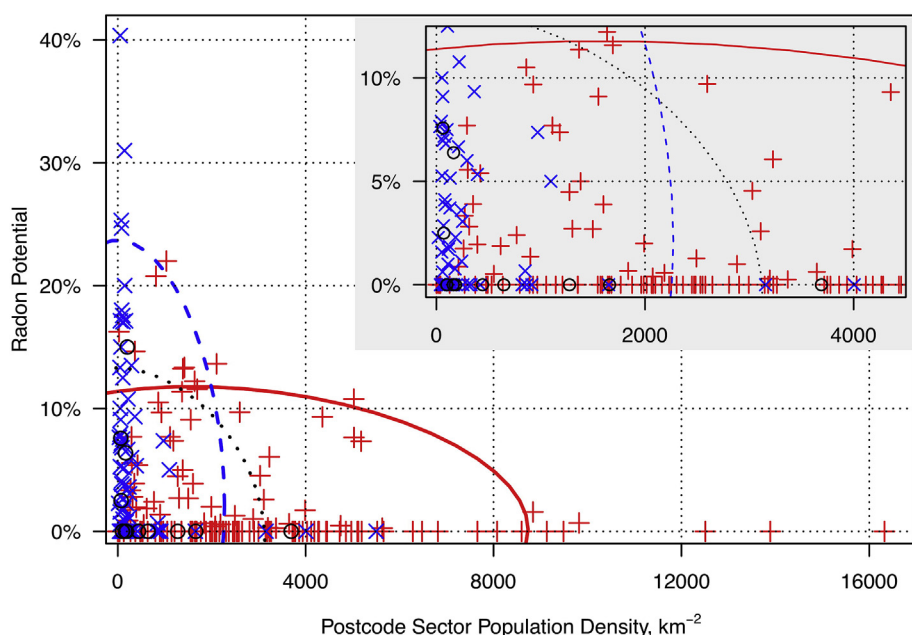 40%
30%
20%
10%
0%
Radon Potential
10%
5%
0%
0 2000 4000
0 4000 8000 12000 16000
Postcode Sector Population Density, km⁻²